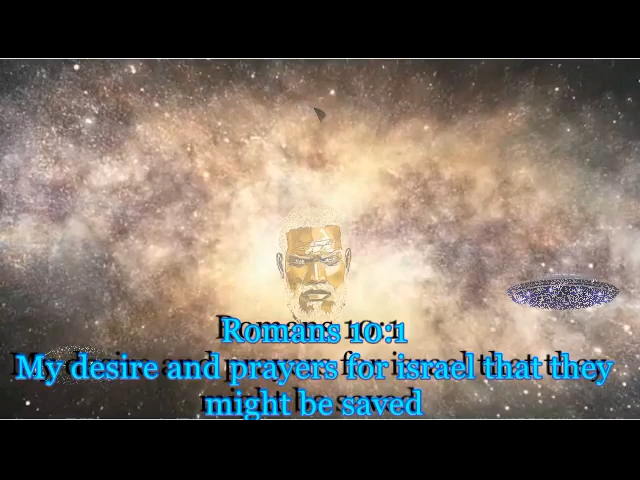 Romans 10:1
My desire and prayers for israel that they
might be saved